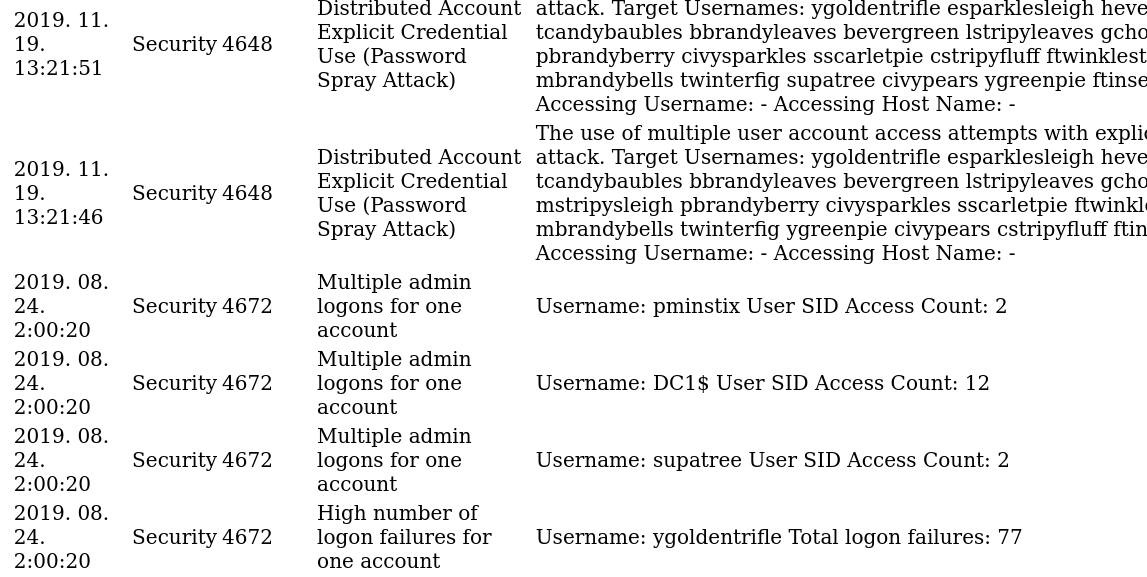 2019. 11.
19.
13:21:51
Security 4648
Distributed Account
Explicit Credential
Use (Password
Spray Attack)
attack. Target Usernames: ygoldentrifle esparklesleigh heve
tcandybaubles bbrandyleaves bevergreen lstripyleaves gcho
pbrandyberry civysparkles sscarletpie cstripyfluff ftwinklest
mbrandybells twinterfig supatree civypears ygreenpie ftinse
Accessing Username: - Accessing Host Name: -
2019. 11.
19.
13:21:46
Security 4648
Distributed Account
Explicit Credential
Use (Password
Spray Attack)
The use of multiple user account access attempts with explic
attack. Target Usernames: ygoldentrifle esparklesleigh heve
tcandybaubles bbrandyleaves bevergreen lstripyleaves gcho
mstripysleigh pbrandyberry civysparkles sscarletpie ftwinkl
mbrandybells twinterfig ygreenpie civypears cstripyfluff ftin
Accessing Username: - Accessing Host Name: -
2019. 08.
24.
2:00:20
Security 4672
Multiple admin
logons for one
account
Username: pminstix User SID Access Count: 2
2019. 08.
24.
2:00:20
Security 4672
Multiple admin
logons for one
account
Username: DC1$ User SID Access Count: 12
2019. 08.
24.
2:00:20
Security 4672
Multiple admin
logons for one
account
Username: supatree User SID Access Count: 2
2019. 08.
24.
2:00:20
Security 4672
High number of
logon failures for
one account
Username: ygoldentrifle Total logon failures: 77